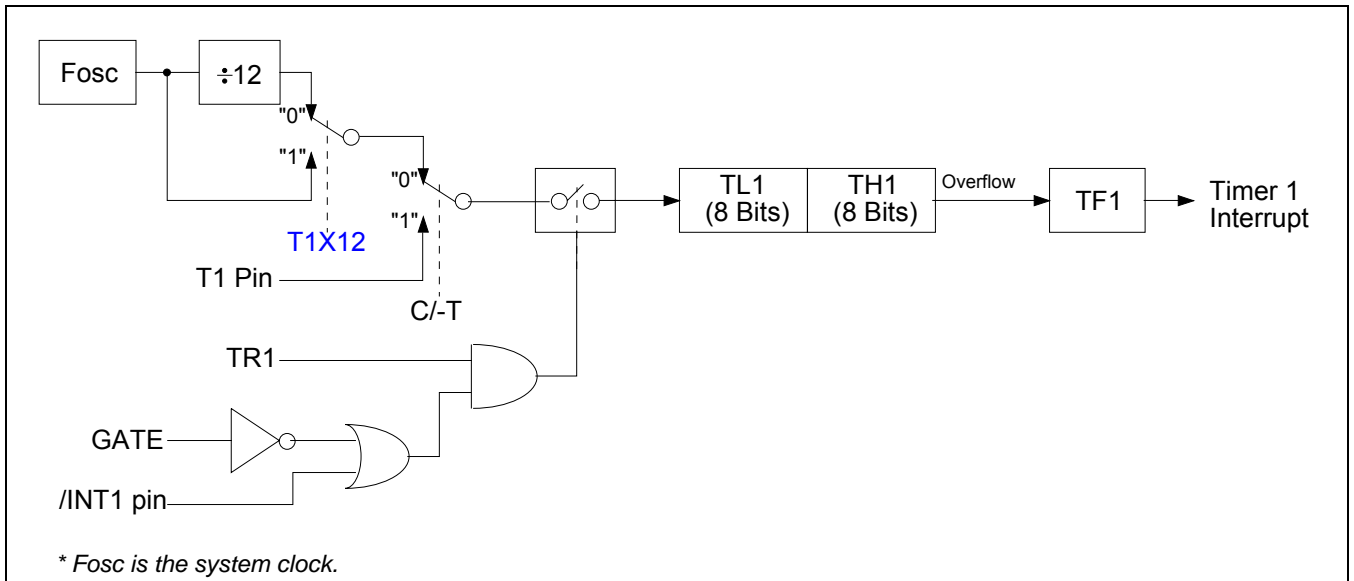 Fosc
÷12
"0"
"1"
T1X12
"0"
"1"
T1 Pin
C/-T
TL1
(8 Bits)
TH1
(8 Bits)
Overflow
TF1
Timer 1
Interrupt
TR1
GATE
/INT1 pin
* Fosc is the system clock.